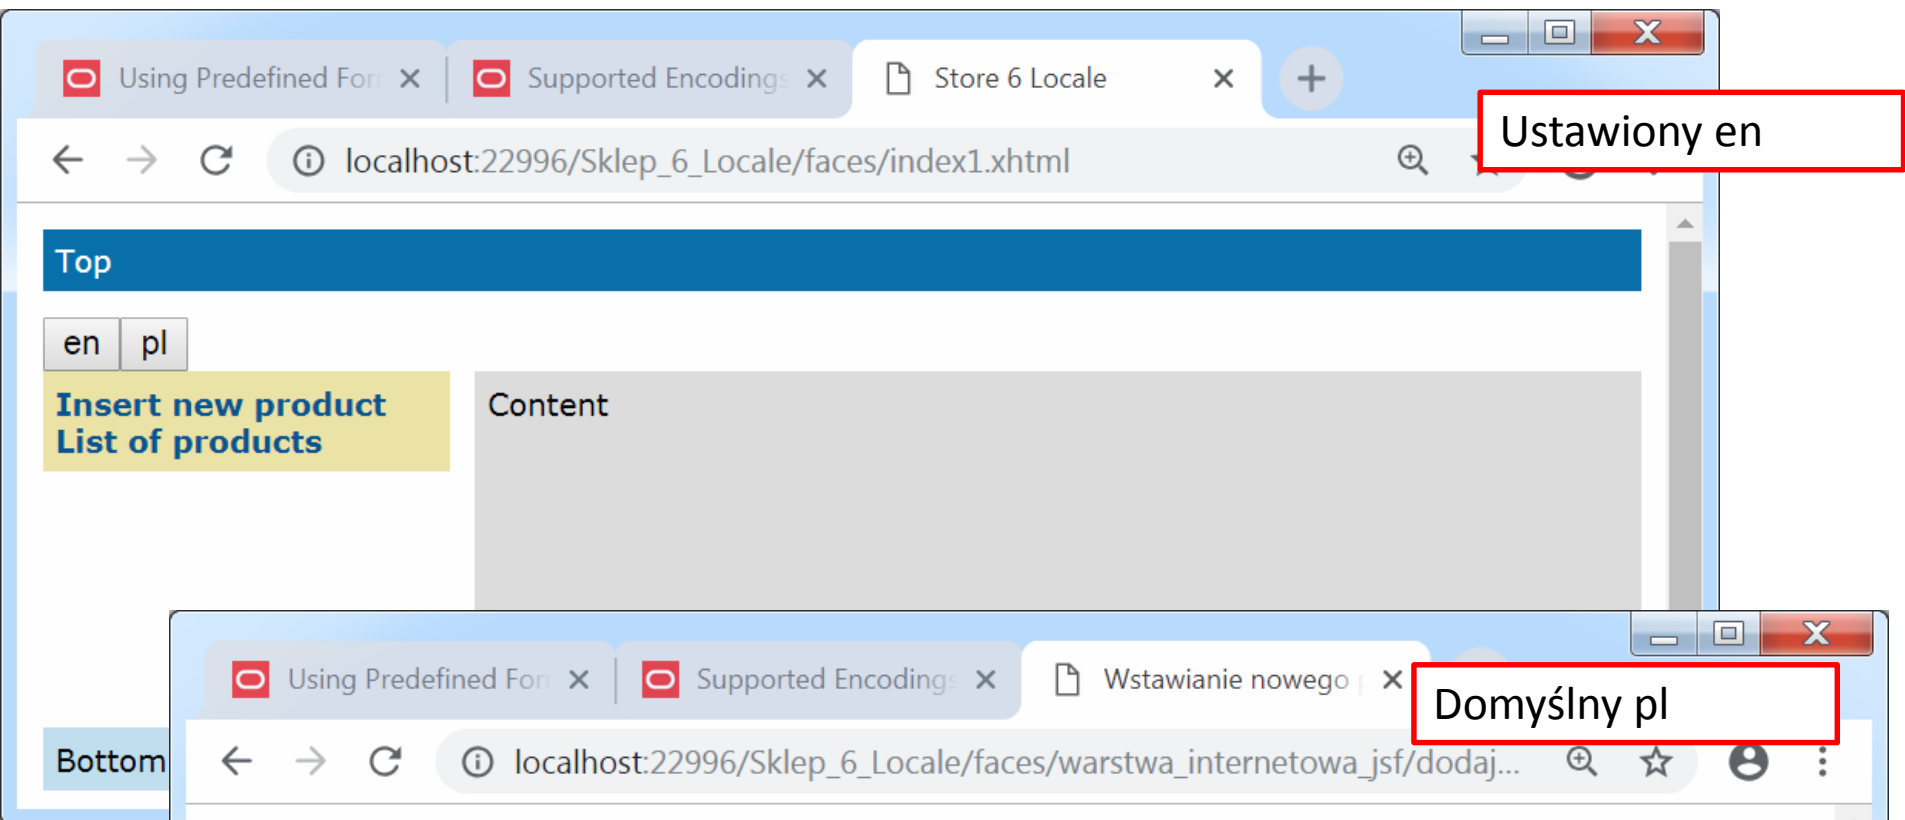 Using Predefined For
Supported Encodings
Store 6 Locale
Ustawiony en
localhost:22996/Sklep_6_Locale/faces/index1.xhtml
Top
en
pl
Insert new product
List of products
Content
Bottom
Using Predefined For
Supported Encodings
Wstawianie nowego
Domyślny pl
localhost:22996/Sklep_6_Locale/faces/warstwa_internetowa_jsf/dodaj...